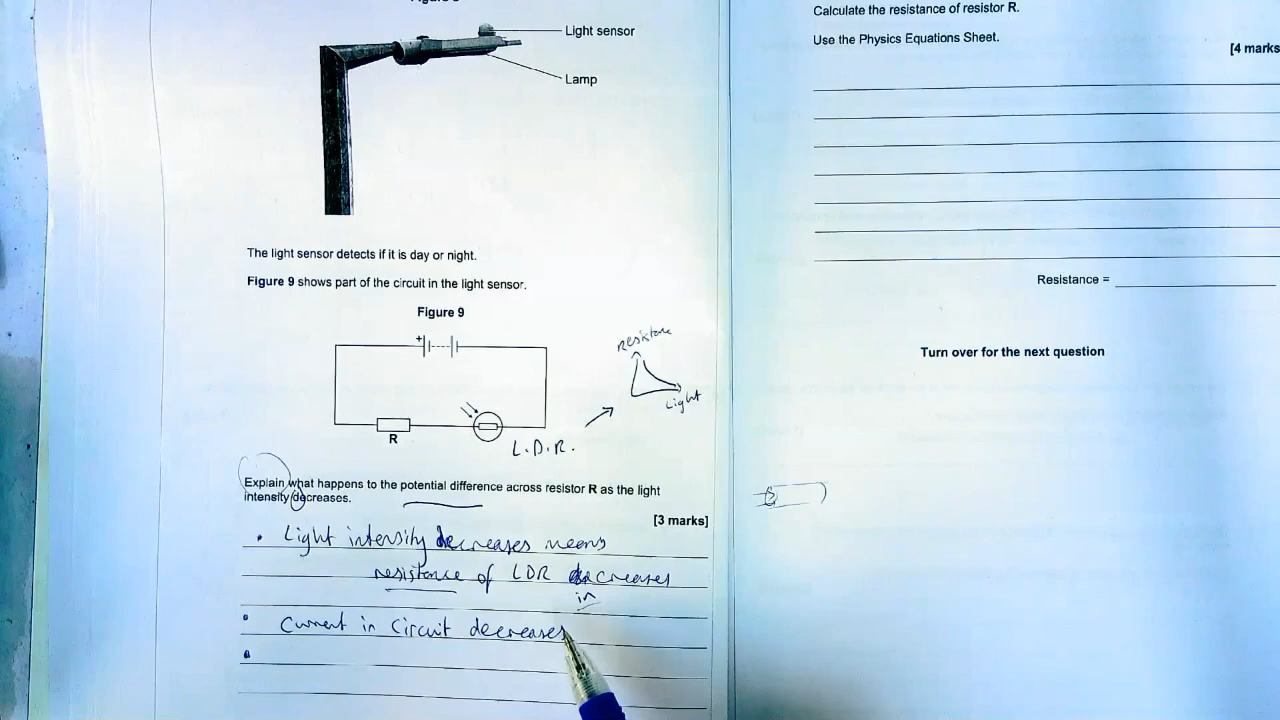 Light sensor
Lamp
The light sensor detects if it is day or night.
Figure 9 shows part of the circuit in the light sensor.
Figure 9
+
R
L.D.R.
Resistance
Light
Explain what happens to the potential difference across resistor R as the light
intensity decreases.
[3 marks]
• Light intensity decreases means
resistance of LDR creases
in
• Current in circuit decreases
•
Calculate the resistance of resistor R.
Use the Physics Equations Sheet.
[4 marks
Resistance =
Turn over for the next question